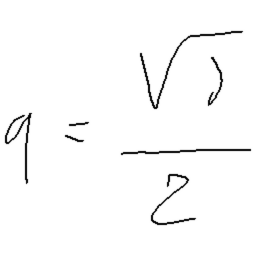 q = √)/2